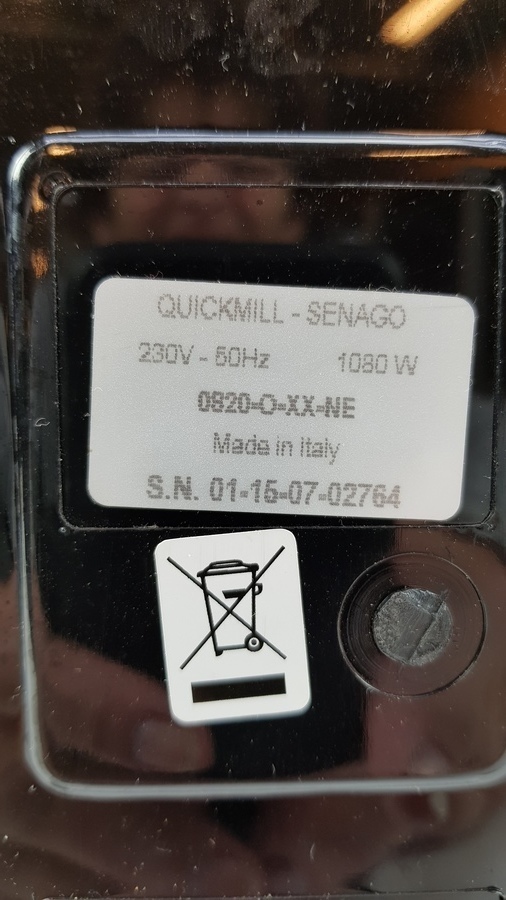 QUICKMILL - SENAGO
230V - 50Hz 1080 W
0820-O-XX-NE
Made in Italy
S.N. 01-15-07-02764